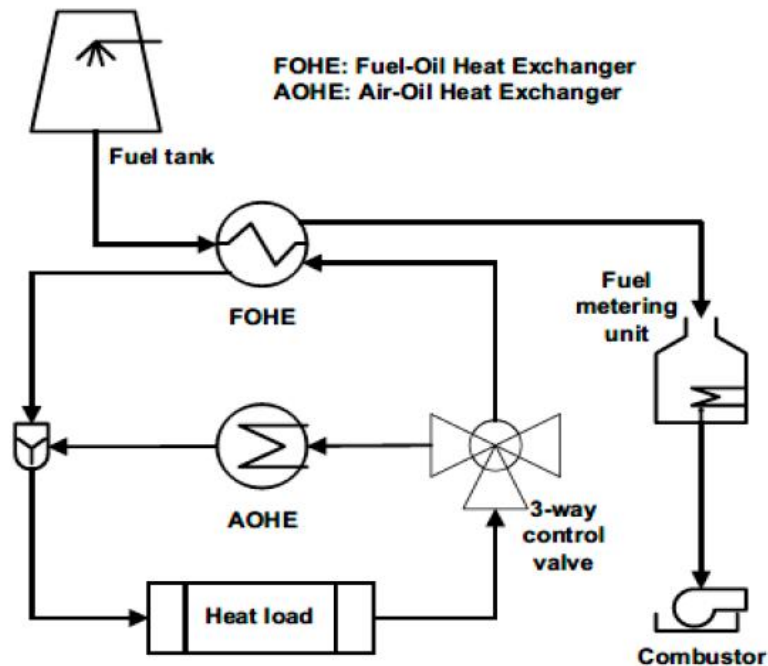 FOHE: Fuel-Oil Heat Exchanger
AOHE: Air-Oil Heat Exchanger
Fuel tank
FOHE
Fuel
metering
unit
AOHE
3-way
control
valve
Heat load
Combustor